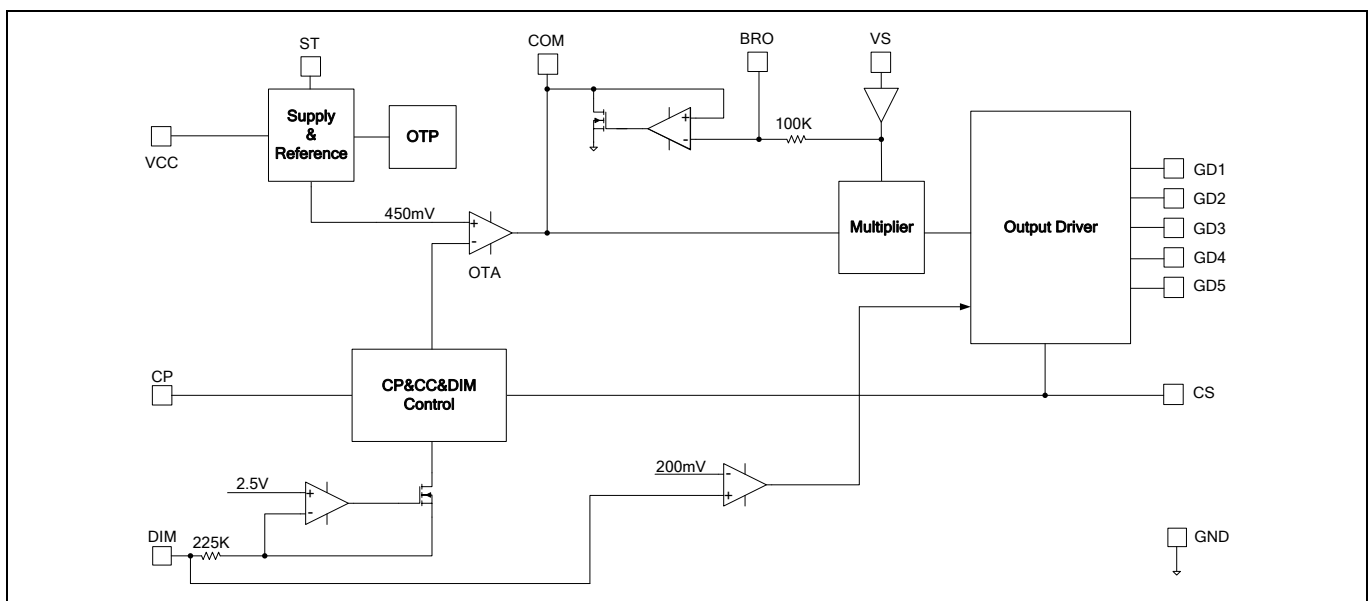 ST
COM
BRO
VS
Supply
&
Reference
OTP
VCC
+
-
100K
GD1
GD2
GD3
GD4
GD5
450mV
+
-
OTA
Multiplier
Output Driver
CP
CP&CC&DIM
Control
CS
200mV
-
+
2.5V
+
-
DIM
225K
GND